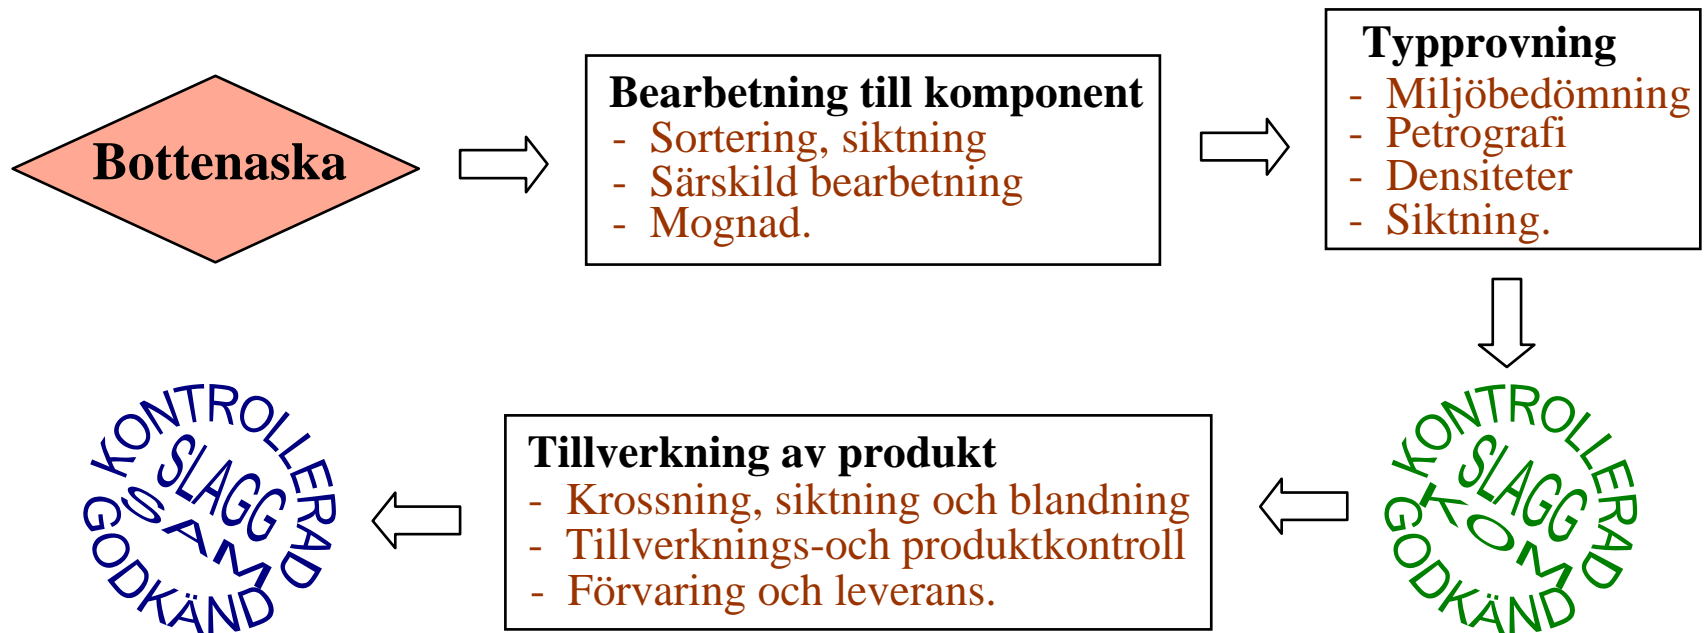 Bottenaska
Bearbetning till komponent
- Sortering, siktning
- Särskild bearbetning
- Mognad.
Typprovning
- Miljöbedömning
- Petrografi
- Densiteter
- Siktning.
KONTROLLERAD
SLAGG
KOM
GODKÄND
Tillverkning av produkt
- Krossning, siktning och blandning
- Tillverknings-och produktkontroll
- Förvaring och leverans.
KONTROLLERAD
SLAGG
SAM
GODKÄND